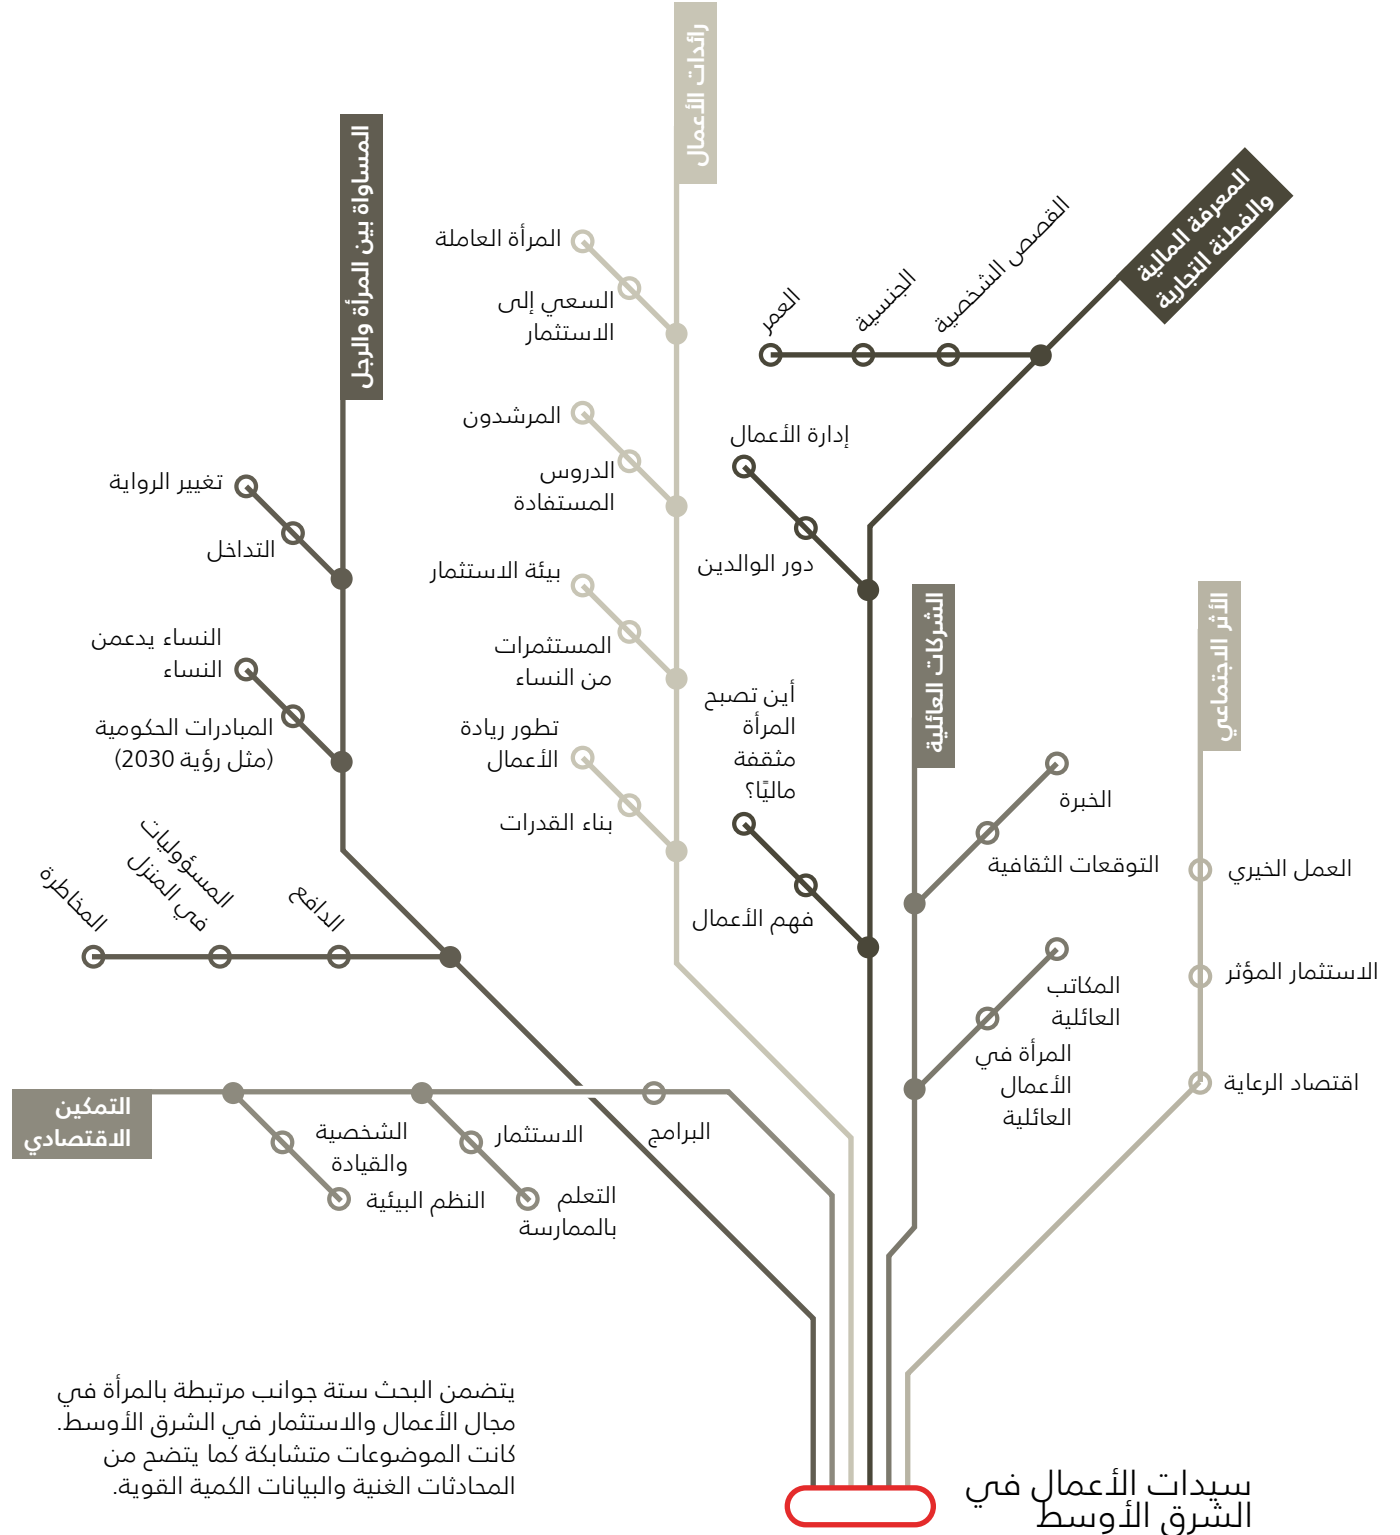 رائدات الأعمال
المرأة العاملة
السعي إلى
الاستثمار
المرشدون
الدروس
المستفادة
بيئة الاستثمار
المستثمرات
من النساء
تطور ريادة
الأعمال
بناء القدرات
المعرفة المالية
والفطنة التجارية
القصص الشخصية
الجنسية
العمر
إدارة الأعمال
دور الوالدين
أين تصبح
المرأة
مثقفة
ماليًا؟
فهم الأعمال
المساواة بين المرأة والرجل
تغيير الرواية
التداخل
النساء يدعمن
النساء
المبادرات الحكومية
(مثل رؤية 2030)
الدافع
المسؤوليات
في المنزل
المخاطرة
الشركات العائلية
الخبرة
التوقعات الثقافية
المكاتب
العائلية
المرأة في
الأعمال
العائلية
الأثر الاجتماعي
العمل الخيري
الاستثمار المؤثر
اقتصاد الرعاية
التمكين
الاقتصادي
البرامج
الاستثمار
التعلم
بالممارسة
الشخصية
والقيادة
النظم البيئية
يتضمن البحث ستة جوانب مرتبطة بالمرأة في
مجال الأعمال والاستثمار في الشرق الأوسط.
كانت الموضوعات متشابكة كما يتضح من
المحادثات الغنية والبيانات الكمية القوية.
سيدات الأعمال في
الشرق الأوسط